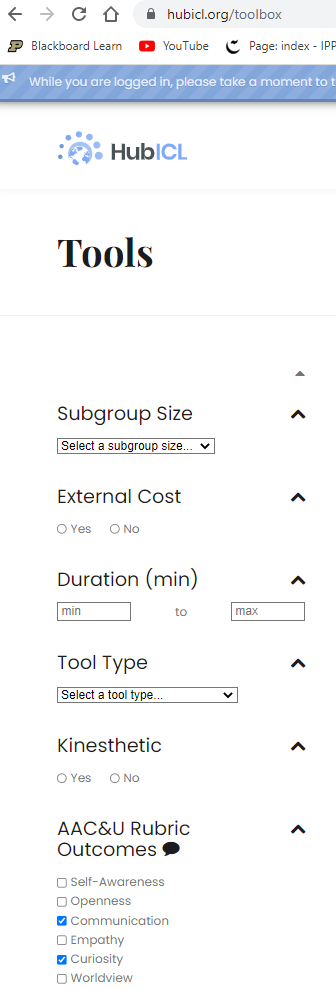 hubicl.org/toolbox
Blackboard Learn YouTube Page: index - IPP
While you are logged in, please take a moment to t
HubICL
Tools
Subgroup Size
Select a subgroup size...
External Cost
Yes No
Duration (min)
min to max
Tool Type
Select a tool type...
Kinesthetic
Yes No
AAC&U Rubric
Outcomes
Self-Awareness
Openness
Communication
Empathy
Curiosity
Worldview